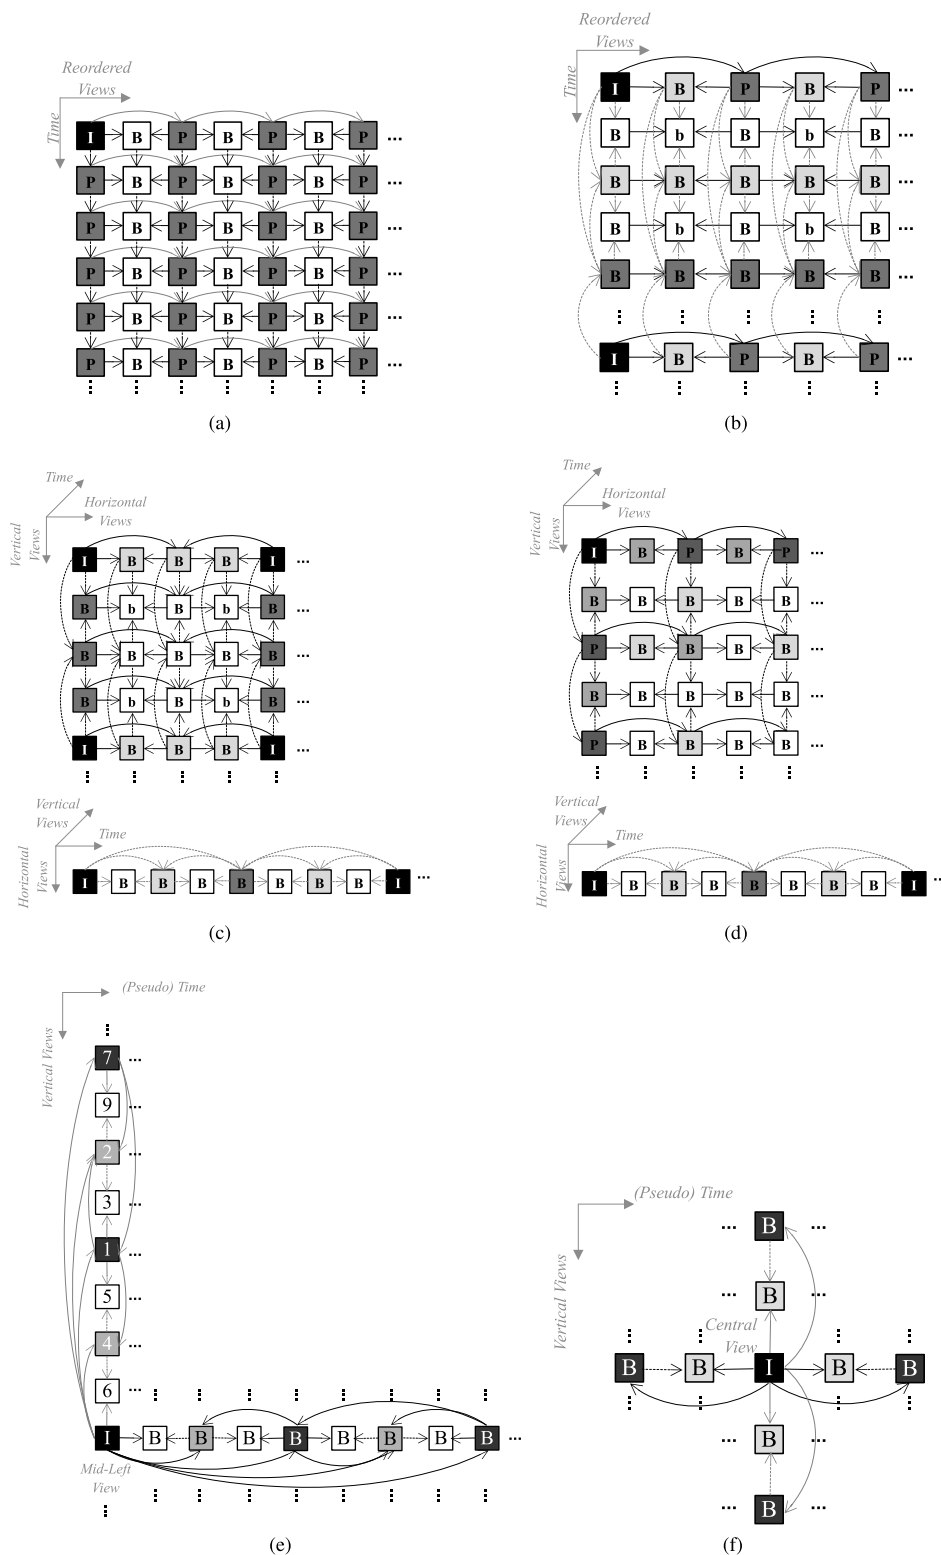 Reordered
Views
Time
I B P B P B P ...
P B P B P B P ...
P B P B P B P ...
P B P B P B P ...
P B P B P B P ...
P B P B P B P ...
(a)
Reordered
Views
Time
I B P B P ...
B b B b B
B B B B B ...
B b B b B
B B B B B ...
I B P B P ...
(b)
Time
Horizontal
Views
Vertical
Views
I B B B I ...
B b B b B ...
B B B B B ...
B b B b B ...
I B B B I ...
Vertical
Views
Time
Horizontal
Views
I B B B B B B B I ...
(c)
Time
Horizontal
Views
Vertical
Views
I B P B P ...
B B B B B ...
P B B B B ...
B B B B B ...
P B B B B ...
Vertical
Views
Time
Horizontal
Views
I B B B B B B B I ...
(d)
(Pseudo) Time
Vertical Views
7 ...
9 ...
2 ...
3 ...
1 ...
5 ...
4 ...
6 ...
I B B B B B B B B ...
Mid-Left
View
(e)
(Pseudo) Time
Vertical Views
... B ...
... B ...
Central
View
B B I B B
... B ...
... B ...
(f)